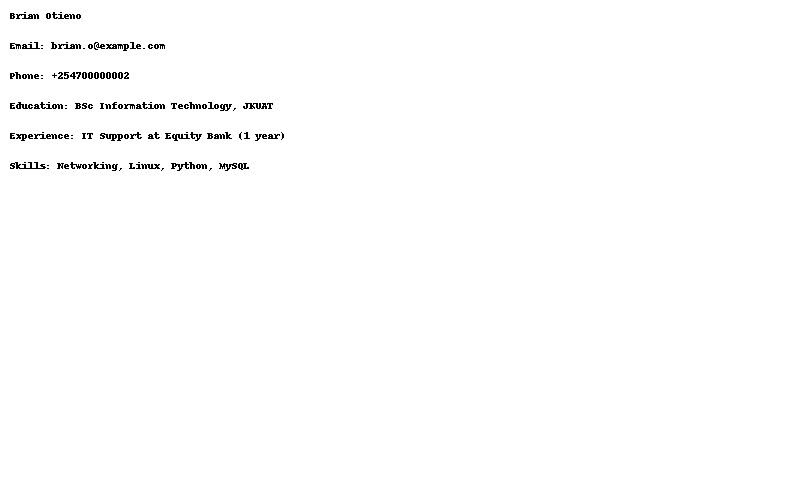 Brian Otieno
Email: brian.o@example.com
Phone: +254700000002
Education: BSc Information Technology, JKUAT
Experience: IT Support at Equity Bank (1 year)
Skills: Networking, Linux, Python, MySQL